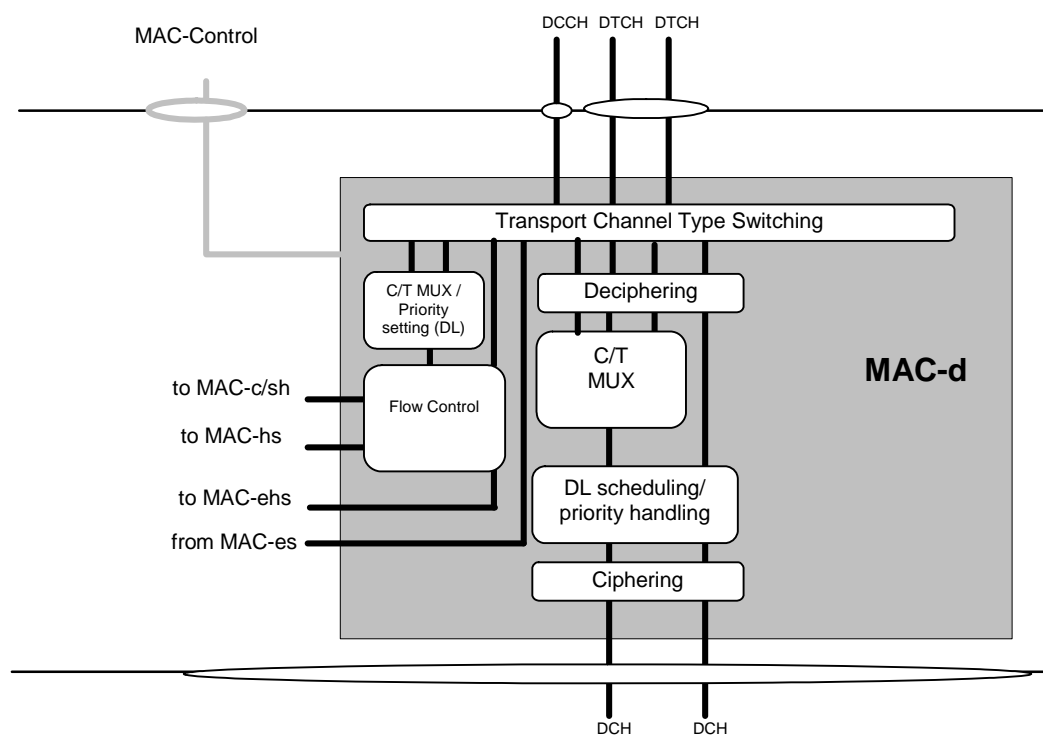 DCCH DTCH DTCH
MAC-Control
Transport Channel Type Switching
C/T MUX /
Priority
setting (DL)
Deciphering
C/T
MUX
MAC-d
to MAC-c/sh
Flow Control
to MAC-hs
to MAC-ehs
DL scheduling/
priority handling
from MAC-es
Ciphering
DCH DCH